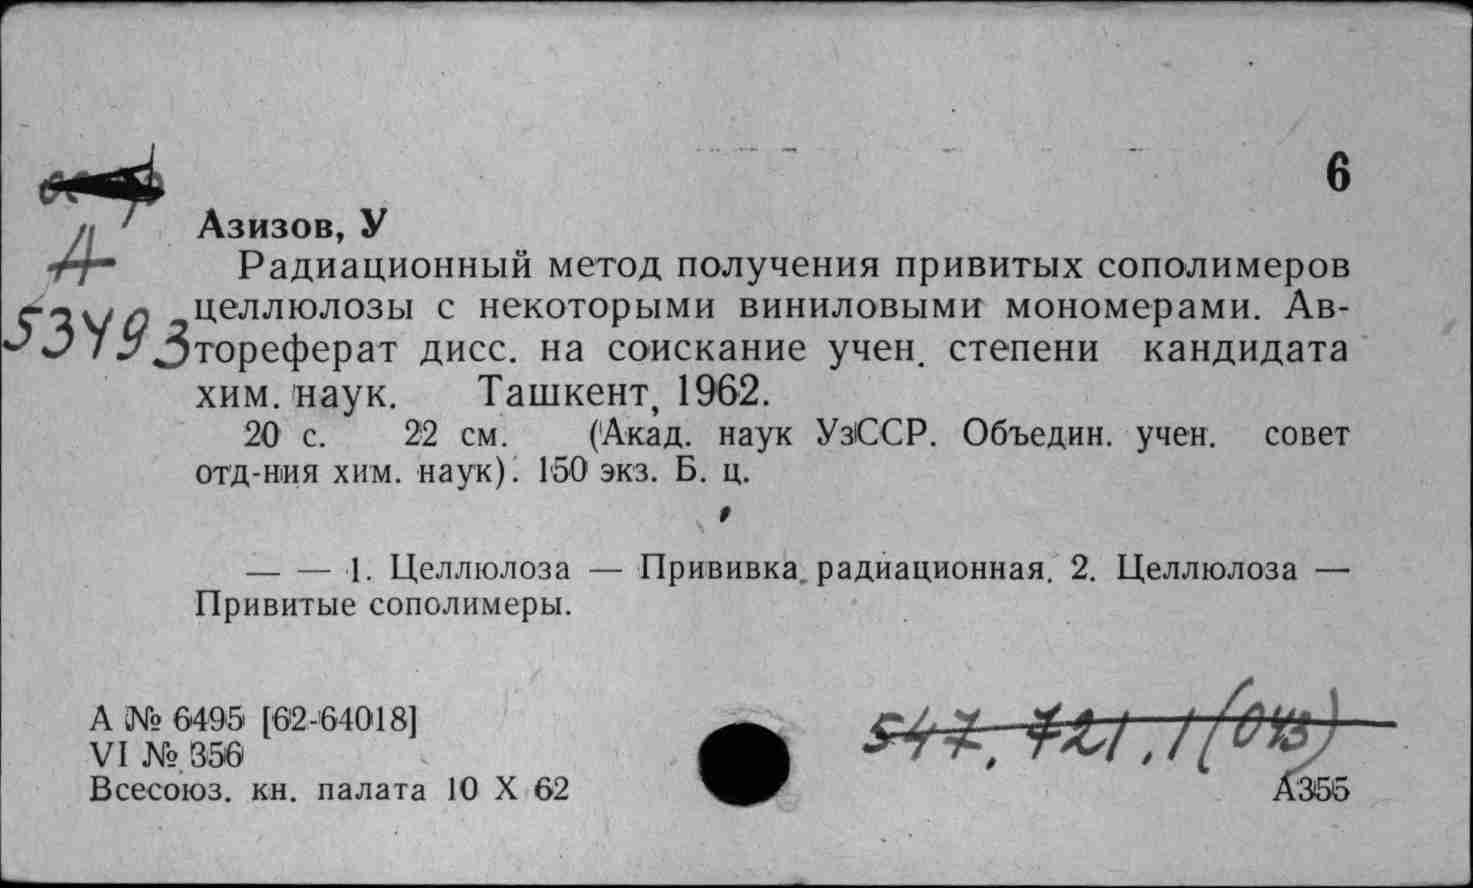 6
Азизов, У
А
Радиационный метод получения привитых сополимеров
53493
целлюлозы с некоторыми виниловыми мономерами. Ав-
тореферат дисс. на соискание учен. степени кандидата
хим. наук. Ташкент, 1962.
20 с. 22 см. (Акад. наук УзССР. Объедин. учен. совет
отд-ния хим. наук). 150 экз. Б. ц.
— — 1. Целлюлоза — Прививка радиационная. 2. Целлюлоза —
Привитые сополимеры.
А № 6495 [62-64018]
547.721.1(043)
VI № 356
Всесоюз. кн. палата 10 X 62
А355